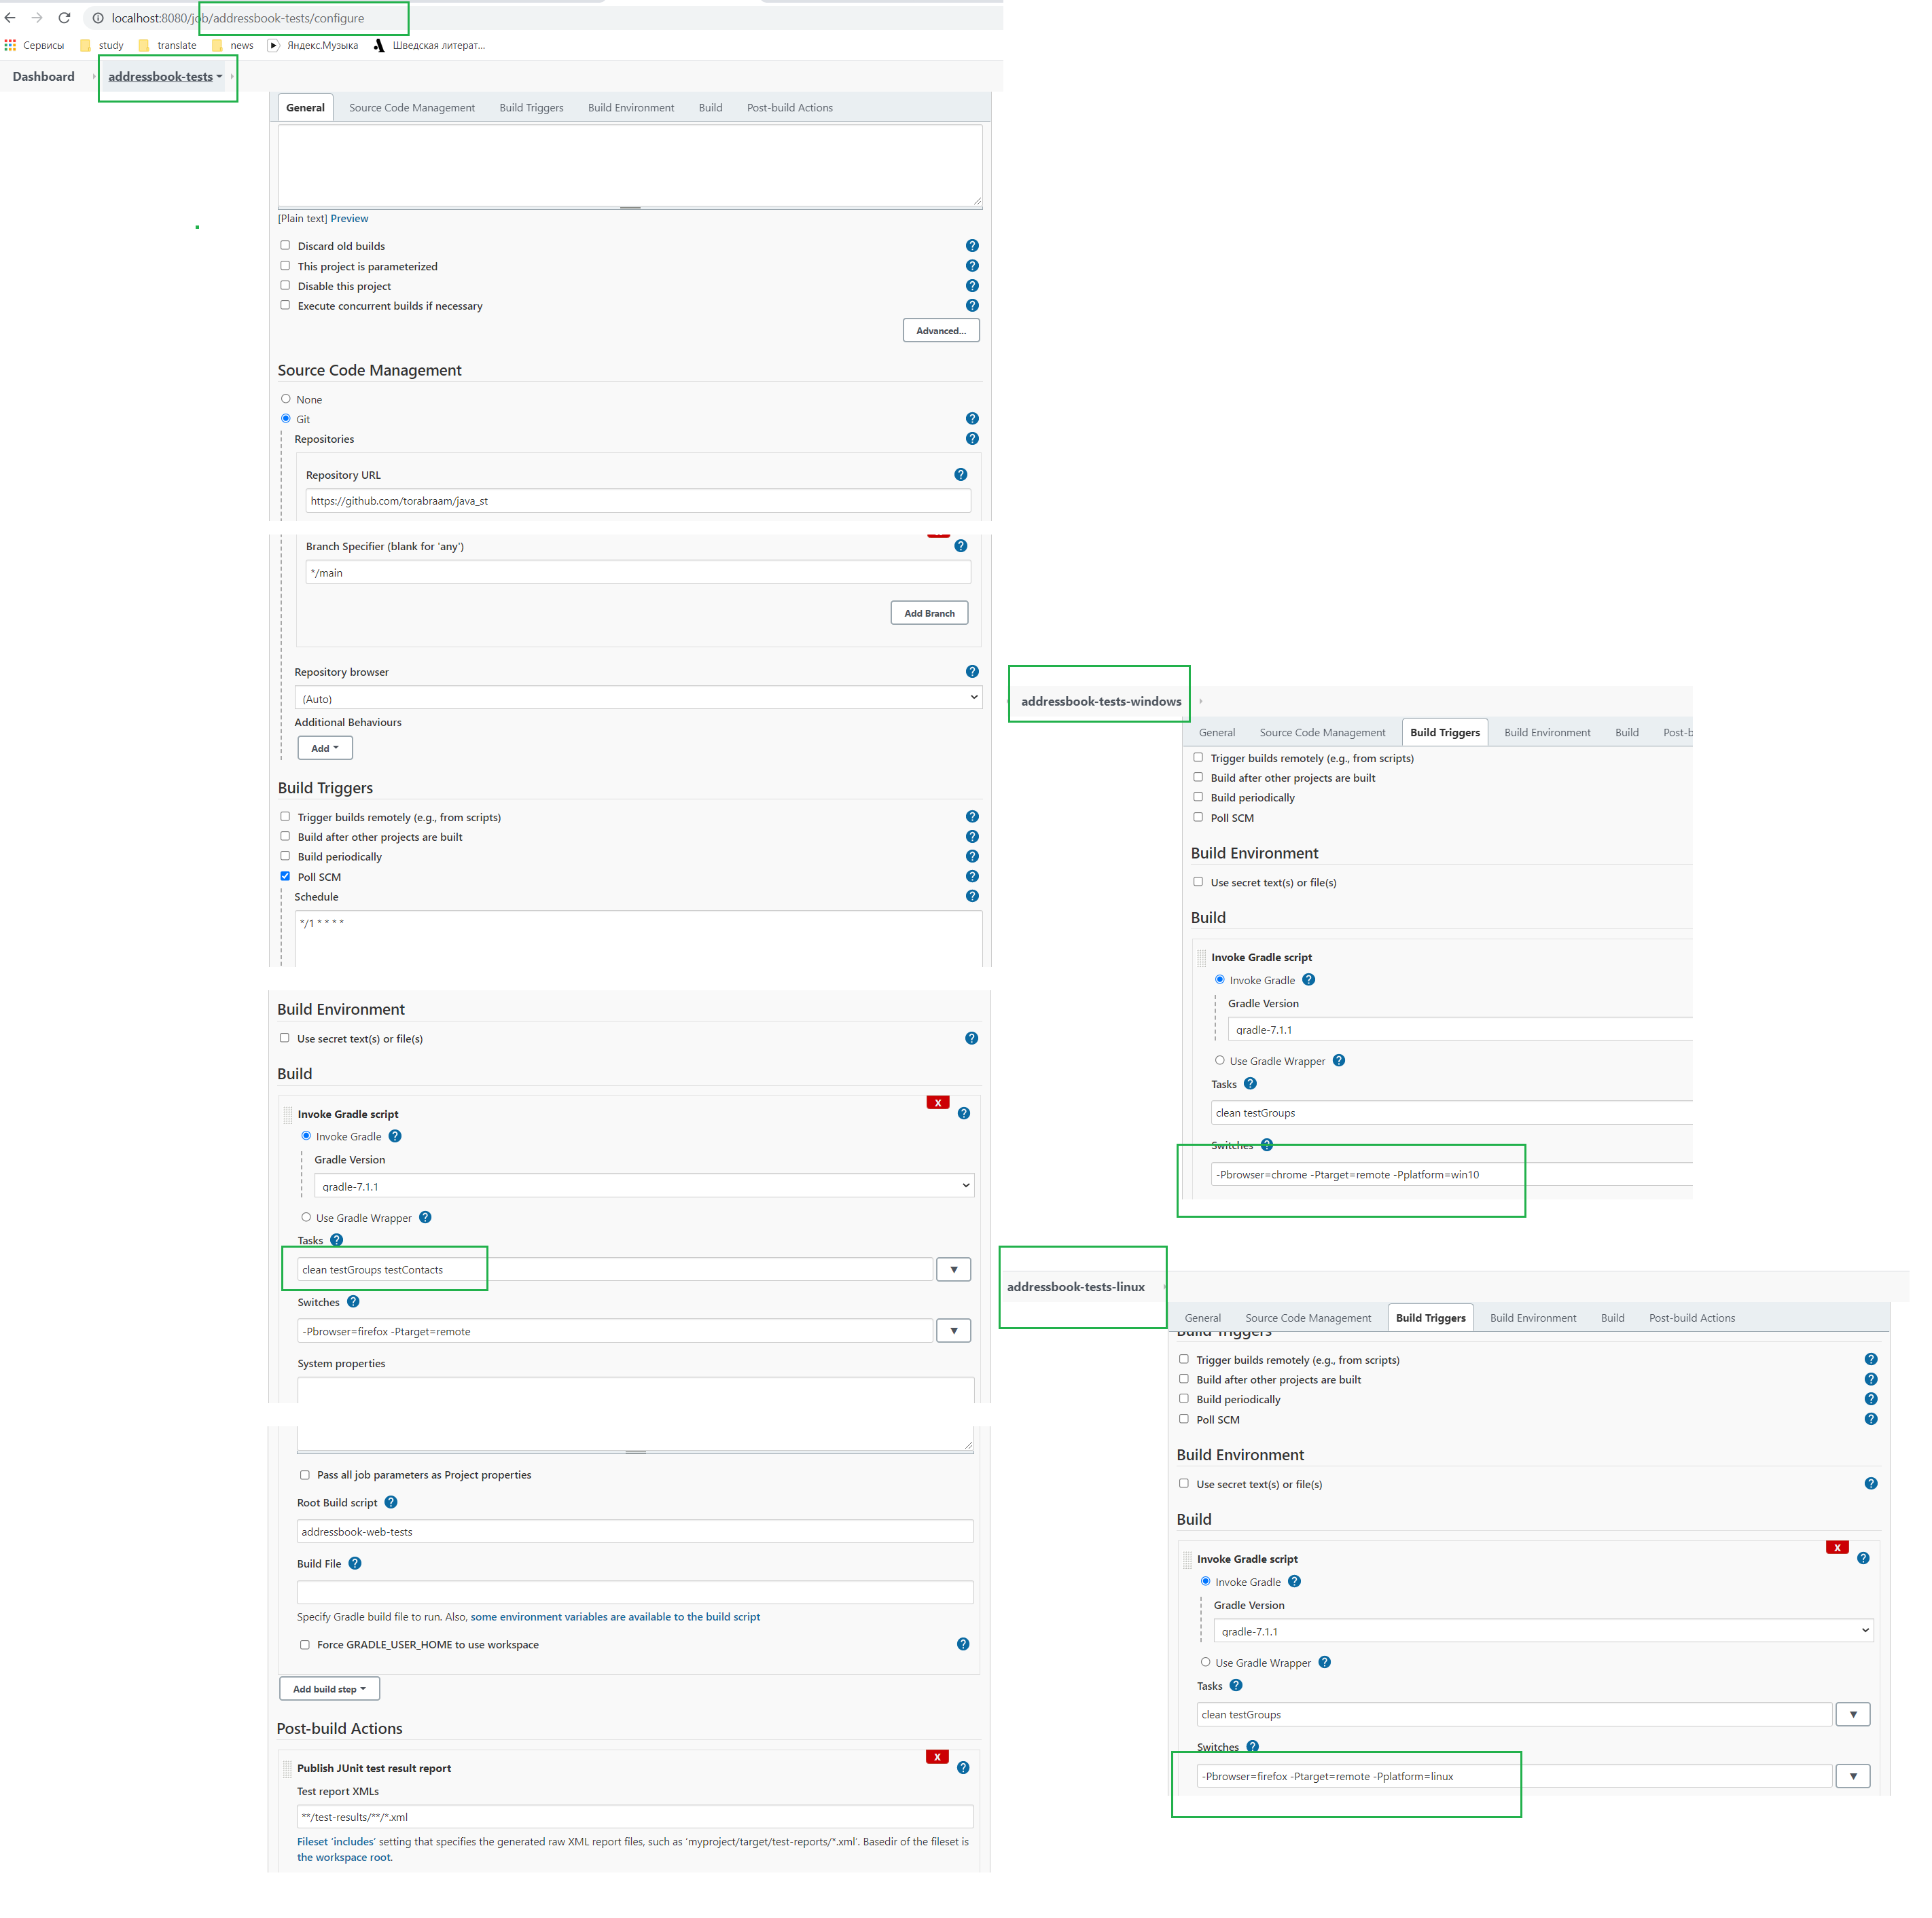 localhost:8080/job/addressbook-tests/configure
Сервисы study translate news Яндекс.Музыка Шведская литерат...
Dashboard addressbook-tests
General Source Code Management Build Triggers Build Environment Build Post-build Actions
[Plain text] Preview
Discard old builds
This project is parameterized
Disable this project
Execute concurrent builds if necessary
Advanced...
Source Code Management
None
Git
Repositories
Repository URL
https://github.com/torabraam/java_st
Branch Specifier (blank for 'any')
*/main
Add Branch
Repository browser
(Auto)
Additional Behaviours
Add
Build Triggers
Trigger builds remotely (e.g., from scripts)
Build after other projects are built
Build periodically
Poll SCM
Schedule
*/1 * * * *
Build Environment
Use secret text(s) or file(s)
Build
X
Invoke Gradle script
Invoke Gradle
Gradle Version
gradle-7.1.1
Use Gradle Wrapper
Tasks
clean testGroups testContacts
Switches
-Pbrowser=firefox -Ptarget=remote
System properties
Pass all job parameters as Project properties
Root Build script
addressbook-web-tests
Build File
Specify Gradle build file to run. Also, some environment variables are available to the build script
Force GRADLE_USER_HOME to use workspace
Add build step
Post-build Actions
X
Publish JUnit test result report
Test report XMLs
**/test-results/**/*.xml
Fileset 'includes' setting that specifies the generated raw XML report files, such as 'myproject/target/test-reports/*.xml'. Basedir of the fileset is
the workspace root.
addressbook-tests-windows
General Source Code Management Build Triggers Build Environment Build Post-b
Trigger builds remotely (e.g., from scripts)
Build after other projects are built
Build periodically
Poll SCM
Build Environment
Use secret text(s) or file(s)
Build
Invoke Gradle script
Invoke Gradle
Gradle Version
gradle-7.1.1
Use Gradle Wrapper
Tasks
clean testGroups
Switches
-Pbrowser=chrome -Ptarget=remote -Pplatform=win10
addressbook-tests-linux
General Source Code Management Build Triggers Build Environment Build Post-build Actions
Build Triggers
Trigger builds remotely (e.g., from scripts)
Build after other projects are built
Build periodically
Poll SCM
Build Environment
Use secret text(s) or file(s)
Build
X
Invoke Gradle script
Invoke Gradle
Gradle Version
gradle-7.1.1
Use Gradle Wrapper
Tasks
clean testGroups
Switches
-Pbrowser=firefox -Ptarget=remote -Pplatform=linux